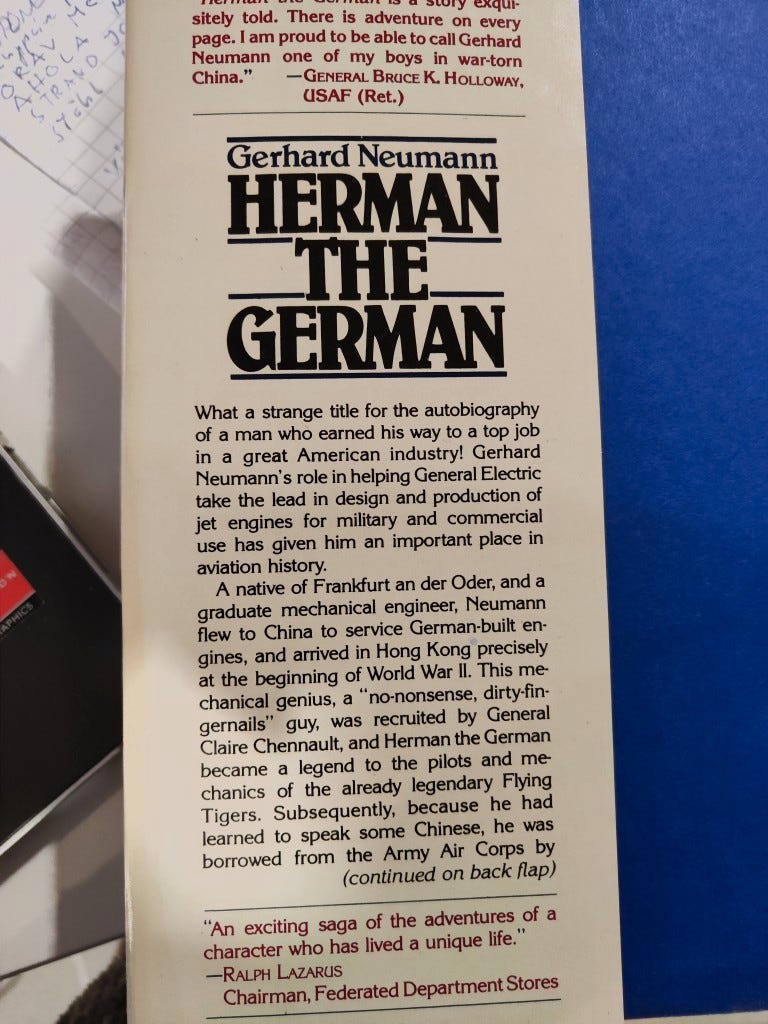 "Herman the German is a story exqui-
sitely told. There is adventure on every
page. I am proud to be able to call Gerhard
Neumann one of my boys in war-torn
China." —GENERAL BRUCE K. HOLLOWAY,
USAF (Ret.)
Gerhard Neumann
HERMAN
THE
GERMAN
What a strange title for the autobiography
of a man who earned his way to a top job
in a great American industry! Gerhard
Neumann's role in helping General Electric
take the lead in design and production of
jet engines for military and commercial
use has given him an important place in
aviation history.
A native of Frankfurt an der Oder, and a
graduate mechanical engineer, Neumann
flew to China to service German-built en-
gines, and arrived in Hong Kong precisely
at the beginning of World War II. This me-
chanical genius, a "no-nonsense, dirty-fin-
gernails" guy, was recruited by General
Claire Chennault, and Herman the German
became a legend to the pilots and me-
chanics of the already legendary Flying
Tigers. Subsequently, because he had
learned to speak some Chinese, he was
borrowed from the Army Air Corps by
(continued on back flap)
"An exciting saga of the adventures of a
character who has lived a unique life."
—RALPH LAZARUS
Chairman, Federated Department Stores